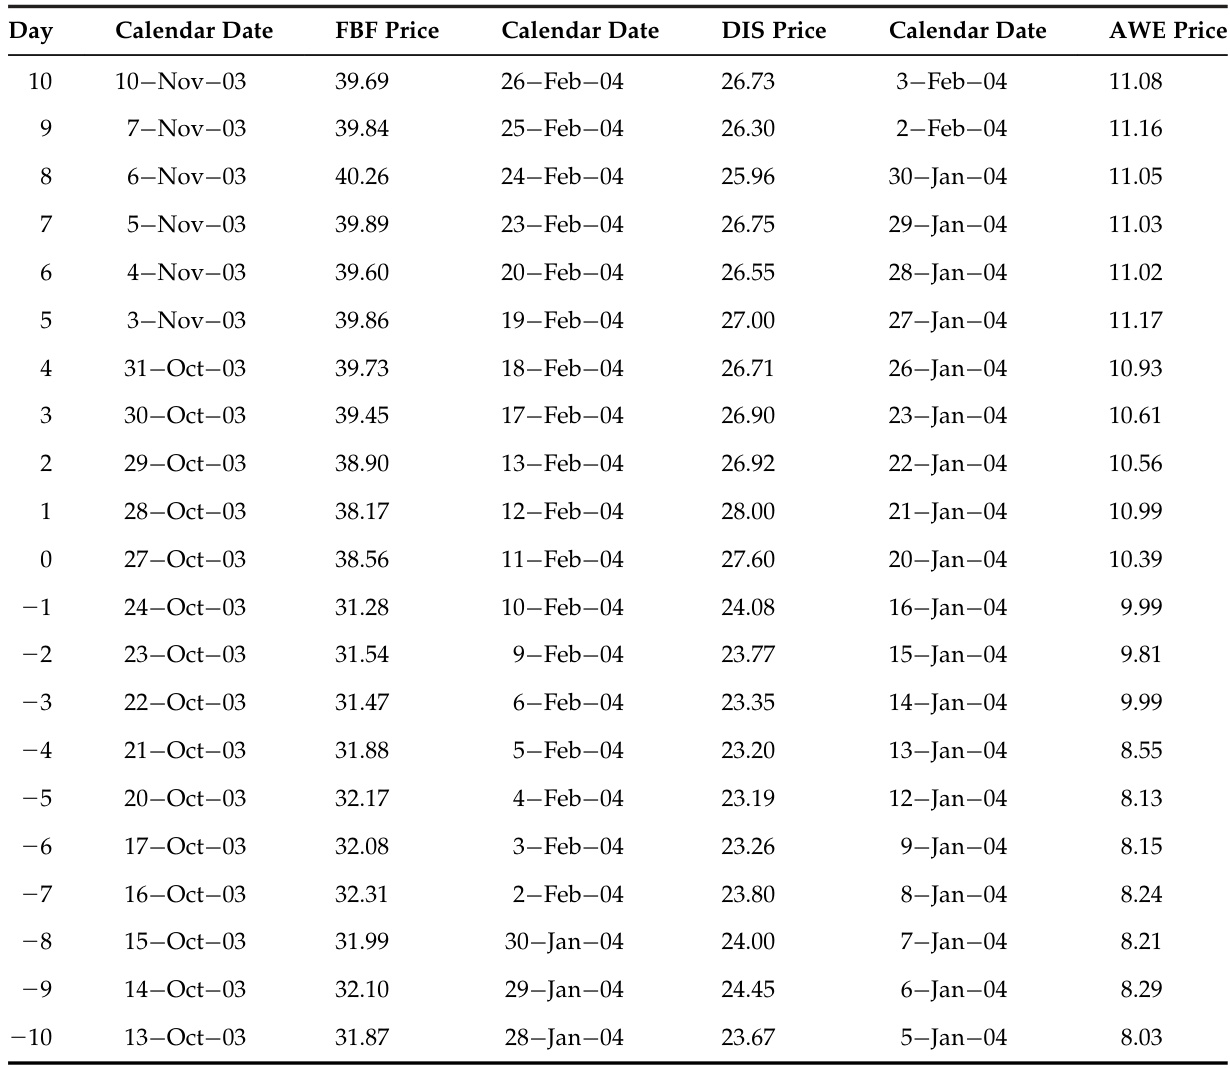 Day Calendar Date FBF Price Calendar Date DIS Price Calendar Date AWE Price
10 10−Nov−03 39.69 26−Feb−04 26.73 3−Feb−04 11.08
9 7−Nov−03 39.84 25−Feb−04 26.30 2−Feb−04 11.16
8 6−Nov−03 40.26 24−Feb−04 25.96 30−Jan−04 11.05
7 5−Nov−03 39.89 23−Feb−04 26.75 29−Jan−04 11.03
6 4−Nov−03 39.60 20−Feb−04 26.55 28−Jan−04 11.02
5 3−Nov−03 39.86 19−Feb−04 27.00 27−Jan−04 11.17
4 31−Oct−03 39.73 18−Feb−04 26.71 26−Jan−04 10.93
3 30−Oct−03 39.45 17−Feb−04 26.90 23−Jan−04 10.61
2 29−Oct−03 38.90 13−Feb−04 26.92 22−Jan−04 10.56
1 28−Oct−03 38.17 12−Feb−04 28.00 21−Jan−04 10.99
0 27−Oct−03 38.56 11−Feb−04 27.60 20−Jan−04 10.39
−1 24−Oct−03 31.28 10−Feb−04 24.08 16−Jan−04 9.99
−2 23−Oct−03 31.54 9−Feb−04 23.77 15−Jan−04 9.81
−3 22−Oct−03 31.47 6−Feb−04 23.35 14−Jan−04 9.99
−4 21−Oct−03 31.88 5−Feb−04 23.20 13−Jan−04 8.55
−5 20−Oct−03 32.17 4−Feb−04 23.19 12−Jan−04 8.13
−6 17−Oct−03 32.08 3−Feb−04 23.26 9−Jan−04 8.15
−7 16−Oct−03 32.31 2−Feb−04 23.80 8−Jan−04 8.24
−8 15−Oct−03 31.99 30−Jan−04 24.00 7−Jan−04 8.21
−9 14−Oct−03 32.10 29−Jan−04 24.45 6−Jan−04 8.29
−10 13−Oct−03 31.87 28−Jan−04 23.67 5−Jan−04 8.03